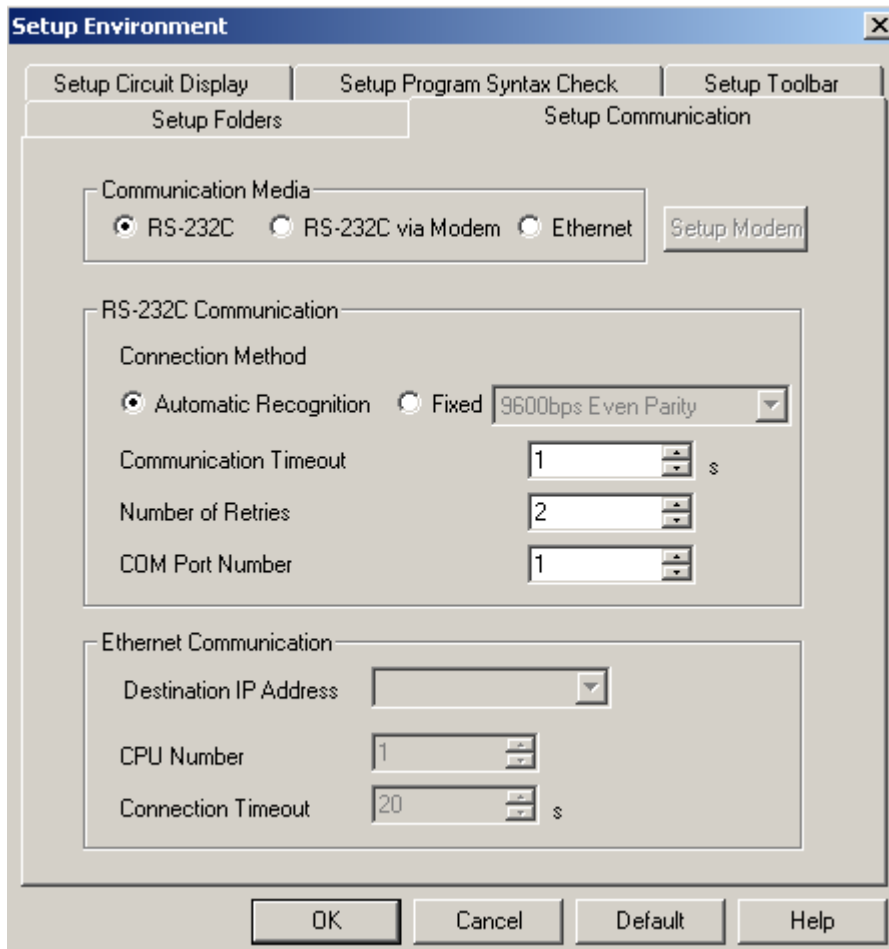 Setup Environment
Setup Circuit Display Setup Program Syntax Check Setup Toolbar
Setup Folders Setup Communication
Communication Media
RS-232C RS-232C via Modem Ethernet Setup Modem
RS-232C Communication
Connection Method
Automatic Recognition Fixed 9600bps Even Parity
Communication Timeout 1 s
Number of Retries 2
COM Port Number 1
Ethernet Communication
Destination IP Address
CPU Number 1
Connection Timeout 20 s
OK Cancel Default Help